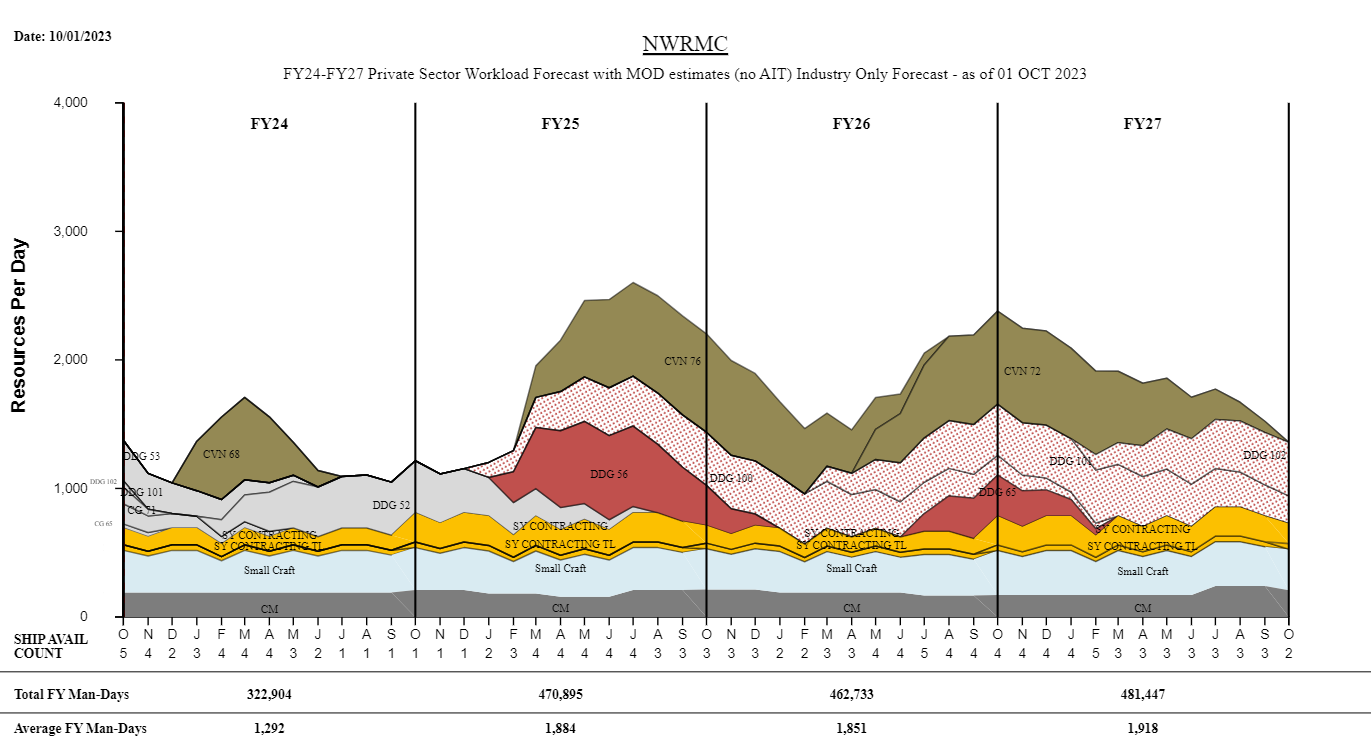 Date: 10/01/2023
NWRMC
FY24-FY27 Private Sector Workload Forecast with MOD estimates (no AIT) Industry Only Forecast - as of 01 OCT 2023
Resources Per Day
4,000
3,000
2,000
1,000
0
FY24
FY25
FY26
FY27
DDG 53
DDG 102
DDG 101
CG 71
CG 65
CVN 68
SY CONTRACTING
SY CONTRACTING TL
Small Craft
CM
DDG 52
CVN 76
DDG 56
SY CONTRACTING
SY CONTRACTING TL
Small Craft
CM
DDG 100
SY CONTRACTING
SY CONTRACTING TL
Small Craft
CM
CVN 72
DDG 101
DDG 65
DDG 102
SY CONTRACTING
SY CONTRACTING TL
Small Craft
CM
O N D J F M A M J J A S O N D J F M A M J J A S O N D J F M A M J J A S O N D J F M A M J J A S O
SHIP AVAIL
COUNT 5 4 2 3 4 4 4 3 2 1 1 1 1 1 1 2 3 4 4 4 4 4 3 3 3 3 3 2 2 3 3 4 4 5 4 4 4 4 4 4 5 3 3 3 3 3 3 3 2
Total FY Man-Days 322,904 470,895 462,733 481,447
Average FY Man-Days 1,292 1,884 1,851 1,918